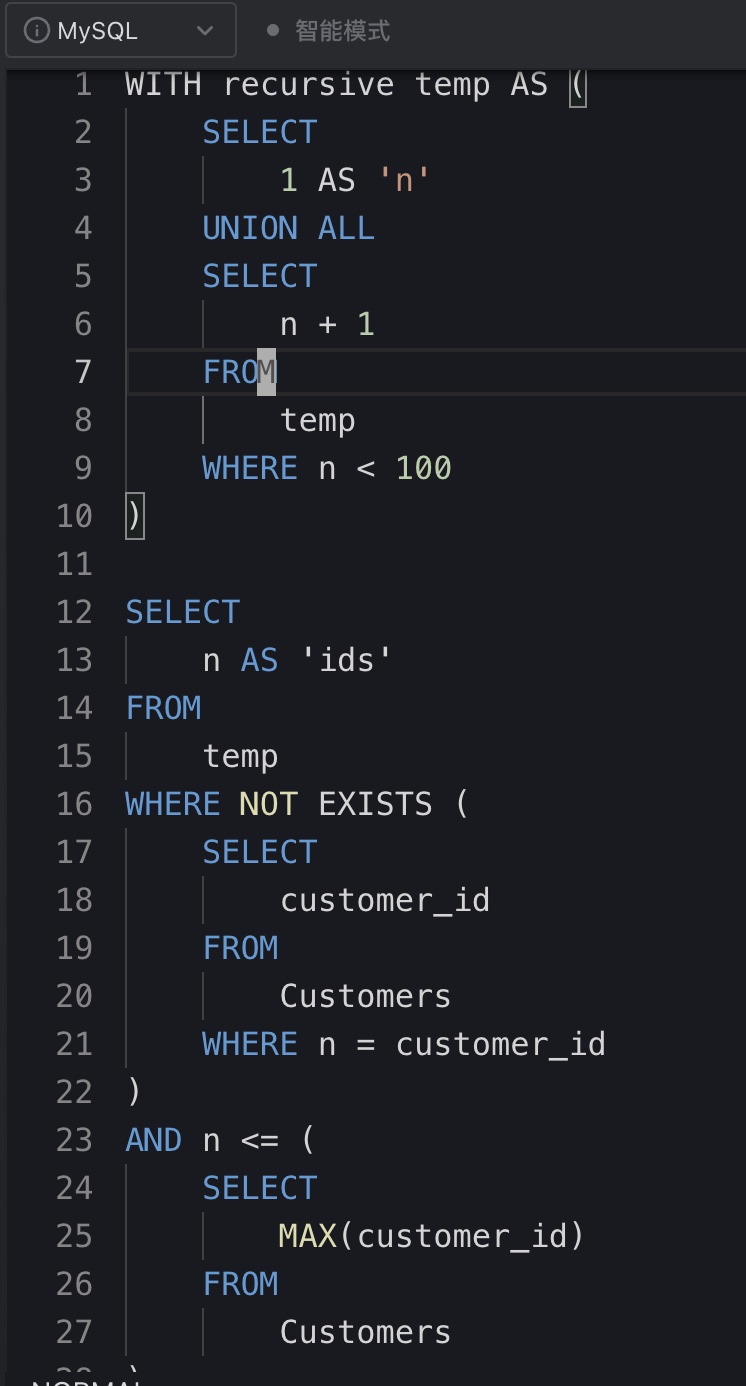 MySQL 智能模式
1 WITH recursive temp AS (
2 SELECT
3 1 AS 'n'
4 UNION ALL
5 SELECT
6 n + 1
7 FROM
8 temp
9 WHERE n < 100
10 )
11
12 SELECT
13 n AS 'ids'
14 FROM
15 temp
16 WHERE NOT EXISTS (
17 SELECT
18 customer_id
19 FROM
20 Customers
21 WHERE n = customer_id
22 )
23 AND n <= (
24 SELECT
25 MAX(customer_id)
26 FROM
27 Customers
28 )
NORMAL